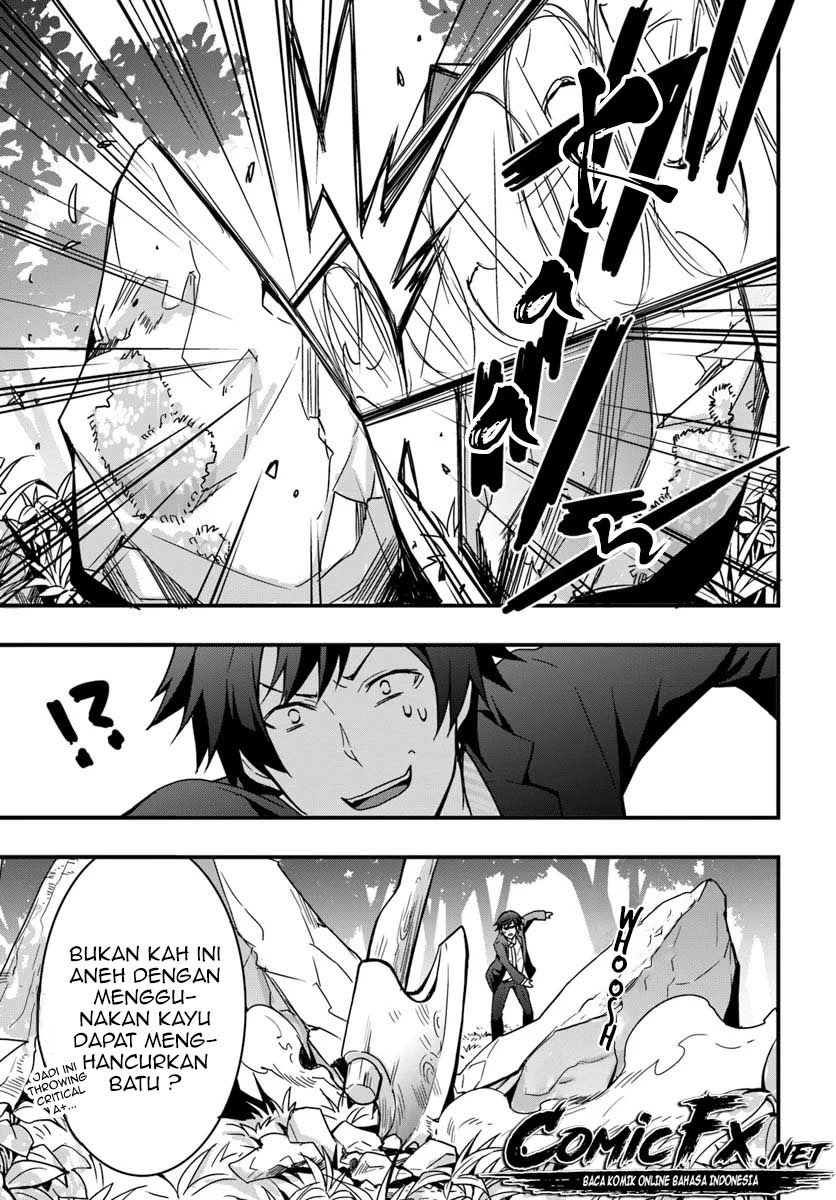 !?
BUKAN KAH INI
ANEH DENGAN
MENGGU-
NAKAN KAYU
DAPAT MENG-
HANCURKAN
BATU ?
JADI INI
THROWING
CRITICAL
A+...
WHOOSH
COMICFX.NET
BACA KOMIK ONLINE BAHASA INDONESIA